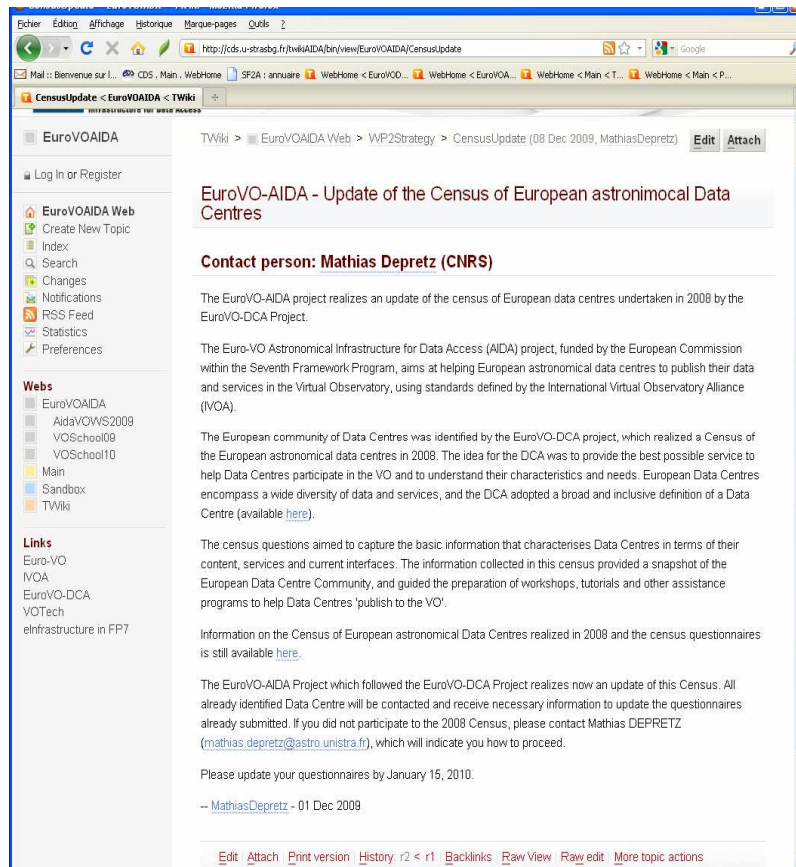 Fichier Édition Affichage Historique Marque-pages Outils ?
http://cds.u-strasbg.fr/twikiAIDA/bin/view/EuroVOAIDA/CensusUpdate
Google
Mail :: Bienvenue sur l... CDS . Main . WebHome SF2A : annuaire WebHome < EuroVOD... WebHome < EuroVOA... WebHome < Main < T... WebHome < Main < P...
CensusUpdate < EuroVOAIDA < TWiki
Infrastructure for Data Access
EuroVOAIDA
TWiki > EuroVOAIDA Web > WP2Strategy > CensusUpdate (08 Dec 2009, MathiasDepretz) Edit Attach
Log In or Register
EuroVOAIDA Web
Create New Topic
Index
Search
Changes
Notifications
RSS Feed
Statistics
Preferences
Webs
EuroVOAIDA
AidaVOWS2009
VOSchool09
VOSchool10
Main
Sandbox
TWiki
Links
Euro-VO
IVOA
EuroVO-DCA
VOTech
eInfrastructure in FP7
EuroVO-AIDA - Update of the Census of European astronimocal Data
Centres
Contact person: Mathias Depretz (CNRS)
The EuroVO-AIDA project realizes an update of the census of European data centres undertaken in 2008 by the
EuroVO-DCA Project.
The Euro-VO Astronomical Infrastructure for Data Access (AIDA) project, funded by the European Commission
within the Seventh Framework Program, aims at helping European astronomical data centres to publish their data
and services in the Virtual Observatory, using standards defined by the International Virtual Observatory Alliance
(IVOA).
The European community of Data Centres was identified by the EuroVO-DCA project, which realized a Census of
the European astronomical data centres in 2008. The idea for the DCA was to provide the best possible service to
help Data Centres participate in the VO and to understand their characteristics and needs. European Data Centres
encompass a wide diversity of data and services, and the DCA adopted a broad and inclusive definition of a Data
Centre (available here).
The census questions aimed to capture the basic information that characterises Data Centres in terms of their
content, services and current interfaces. The information collected in this census provided a snapshot of the
European Data Centre Community, and guided the preparation of workshops, tutorials and other assistance
programs to help Data Centres 'publish to the VO'.
Information on the Census of European astronomical Data Centres realized in 2008 and the census questionnaires
is still available here.
The EuroVO-AIDA Project which followed the EuroVO-DCA Project realizes now an update of this Census. All
already identified Data Centre will be contacted and receive necessary information to update the questionnaires
already submitted. If you did not participate to the 2008 Census, please contact Mathias DEPRETZ
(mathias.depretz@astro.unistra.fr), which will indicate you how to proceed.
Please update your questionnaires by January 15, 2010.
-- MathiasDepretz - 01 Dec 2009
Edit | Attach | Print version | History: r2 < r1 | Backlinks | Raw View | Raw edit | More topic actions